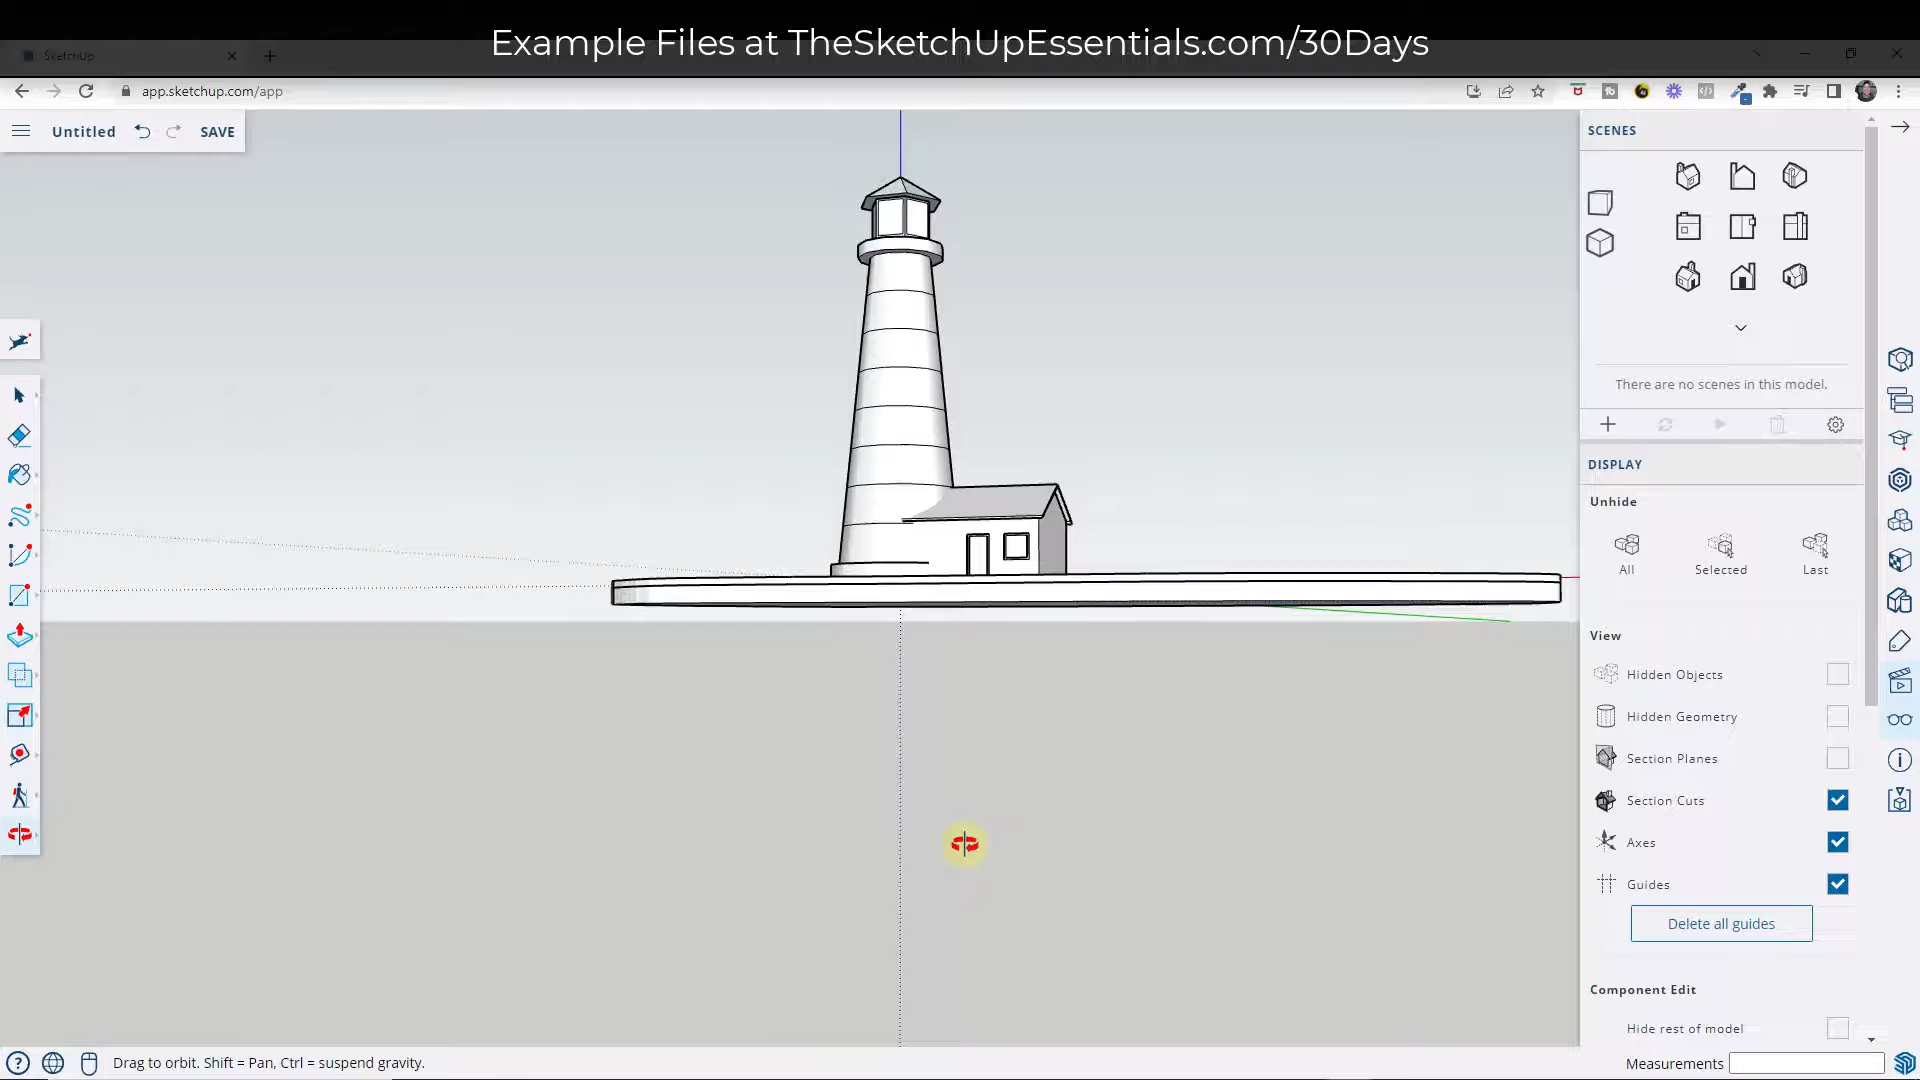 Example Files at TheSketchUpEssentials.com/30Days
SketchUp
app.sketchup.com/app
Untitled
SAVE
SCENES
There are no scenes in this model.
DISPLAY
Unhide
All
Selected
Last
View
Hidden Objects
Hidden Geometry
Section Planes
Section Cuts
Axes
Guides
Delete all guides
Component Edit
Hide rest of model
Drag to orbit. Shift = Pan, Ctrl = suspend gravity.
Measurements